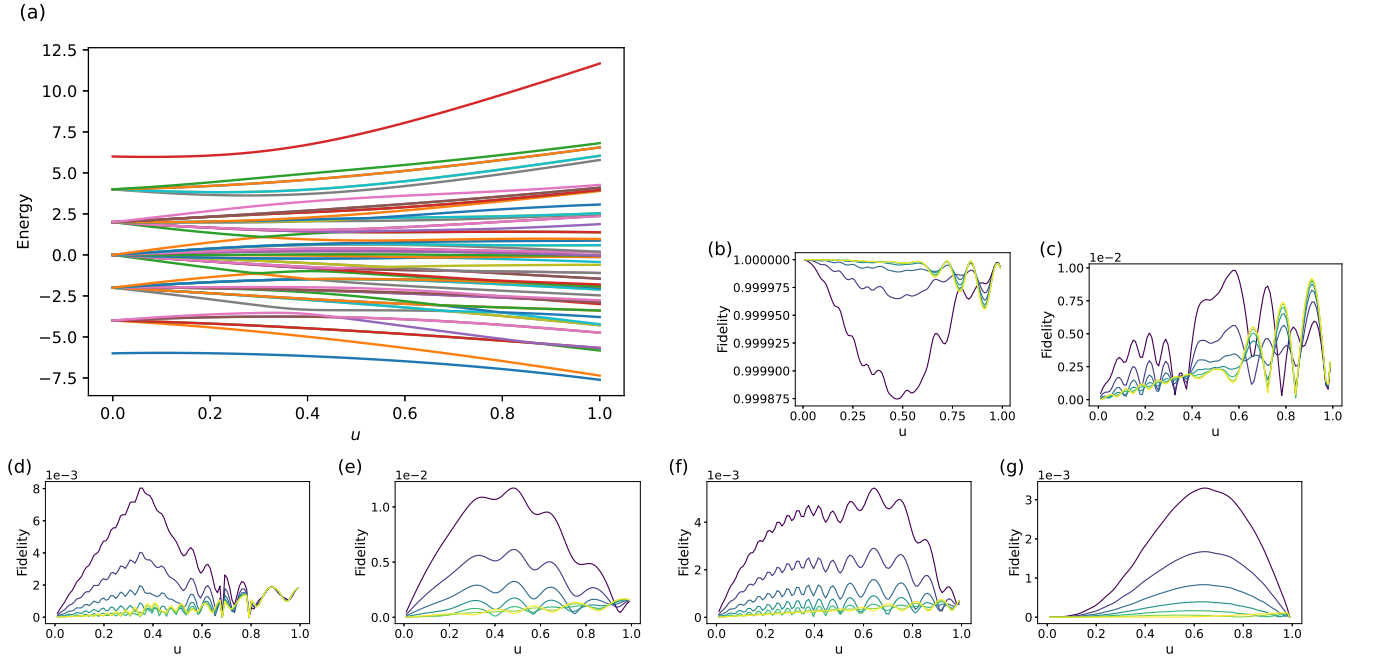 (a)
12.5
10.0
7.5
5.0
2.5
0.0
−2.5
−5.0
−7.5
Energy
0.0 0.2 0.4 0.6 0.8 1.0
u
(b)
1.000000
0.999975
0.999950
0.999925
0.999900
0.999875
Fidelity
0.00 0.25 0.50 0.75 1.00
u
(c)
1e−2
1.00
0.75
0.50
0.25
0.00
Fidelity
0.0 0.2 0.4 0.6 0.8 1.0
u
(d)
1e−3
8
6
4
2
0
Fidelity
0.0 0.2 0.4 0.6 0.8 1.0
u
(e)
1e−2
1.0
0.5
0.0
Fidelity
0.0 0.2 0.4 0.6 0.8 1.0
u
(f)
1e−3
4
2
0
Fidelity
0.0 0.2 0.4 0.6 0.8 1.0
u
(g)
1e−3
3
2
1
0
Fidelity
0.0 0.2 0.4 0.6 0.8 1.0
u